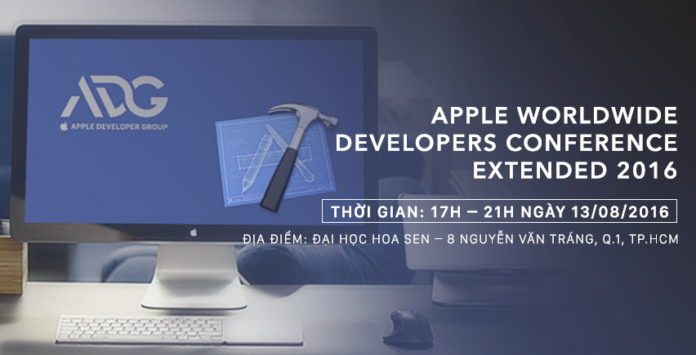 ADG
APPLE DEVELOPER GROUP
APPLE WORLDWIDE
DEVELOPERS CONFERENCE
EXTENDED 2016
THỜI GIAN: 17H – 21H NGÀY 13/08/2016
ĐỊA ĐIỂM: ĐẠI HỌC HOA SEN – 8 NGUYỄN VĂN TRÁNG, Q.1, TP.HCM